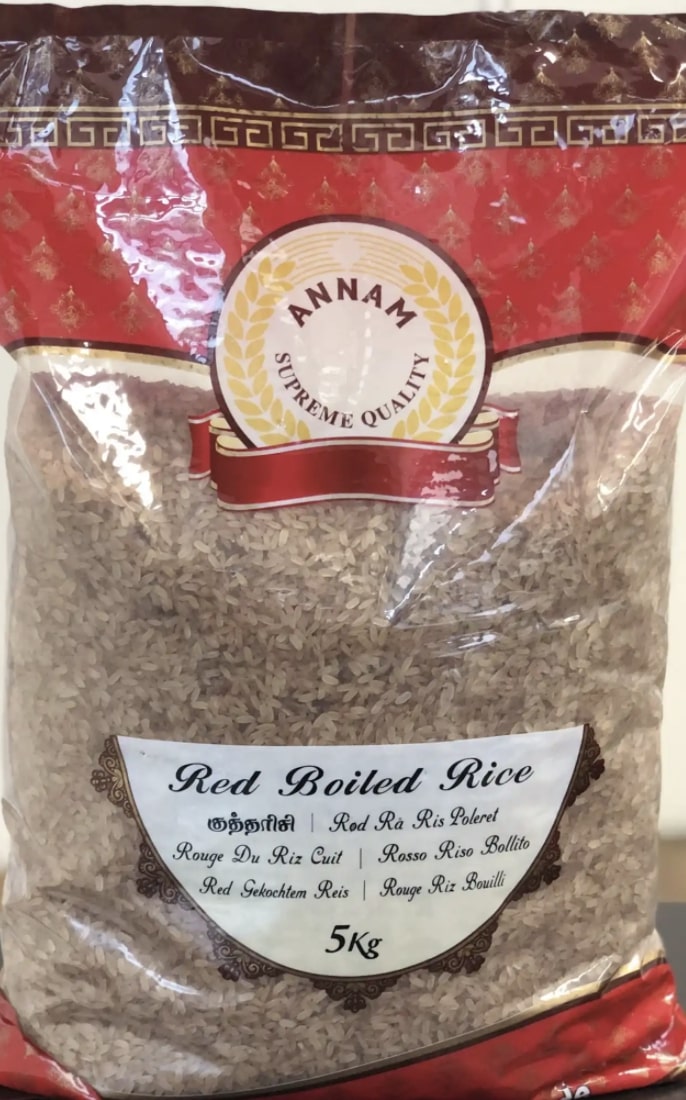 ANNAM
SUPREME QUALITY
Red Boiled Rice
குத்தரிசி | Rød Rå Ris Poleret
Rouge Du Riz Cuit | Rosso Riso Bollito
Red Gekochtem Reis | Rouge Riz Bouilli
5Kg